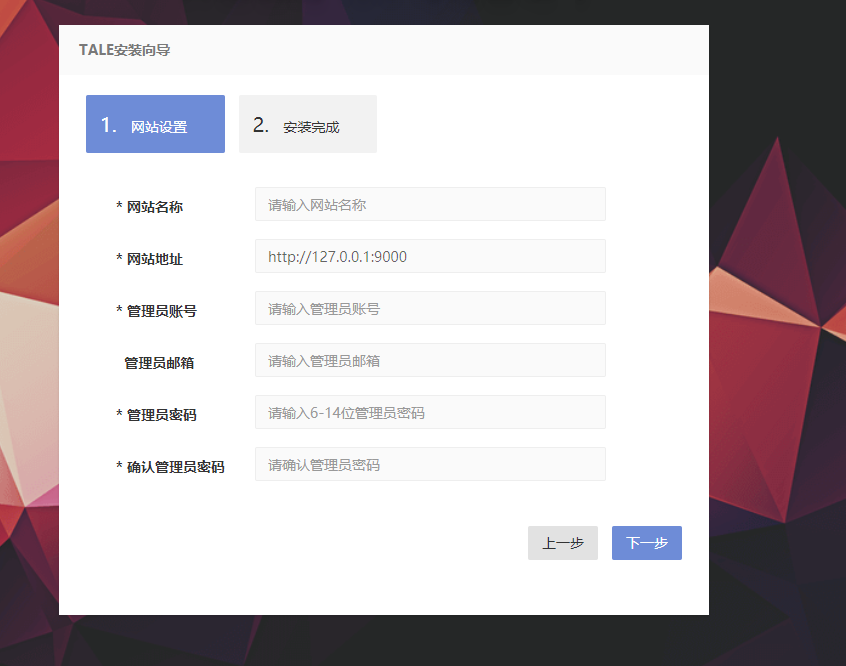 TALE安装向导
1. 网站设置 2. 安装完成
* 网站名称 请输入网站名称
* 网站地址 http://127.0.0.1:9000
* 管理员账号 请输入管理员账号
管理员邮箱 请输入管理员邮箱
* 管理员密码 请输入6-14位管理员密码
* 确认管理员密码 请确认管理员密码
上一步 下一步